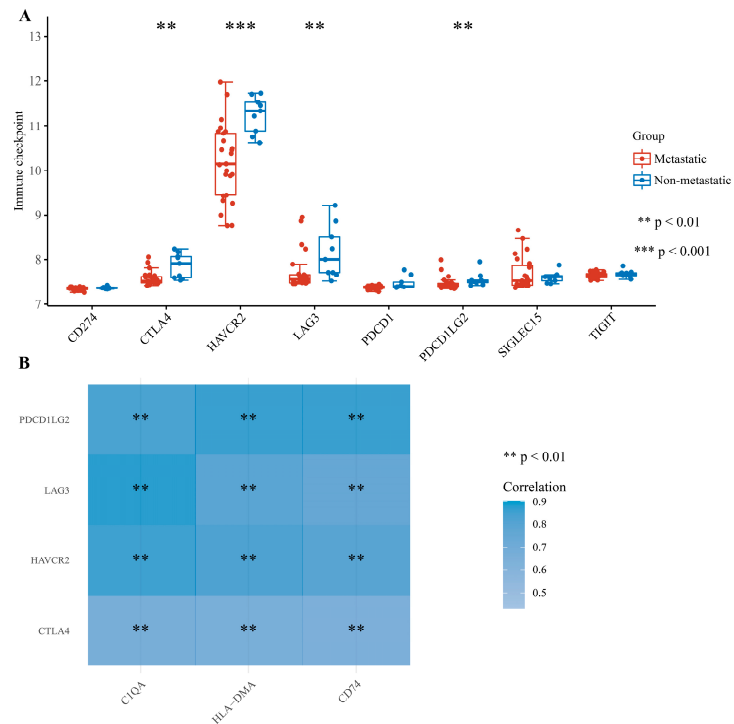 A
** *** ** **
13
12
11
10
9
8
7
Immune checkpoint
CD274
CTLA4
HAVCR2
LAG3
PDCD1
PDCD1LG2
SIGLEC15
TIGIT
Group
Metastatic
Non-metastatic
** p < 0.01
*** p < 0.001
B
PDCD1LG2
** ** **
LAG3
** ** **
HAVCR2
** ** **
CTLA4
** ** **
C1QA
HLA-DMA
CD74
** p < 0.01
Correlation
0.9
0.8
0.7
0.6
0.5